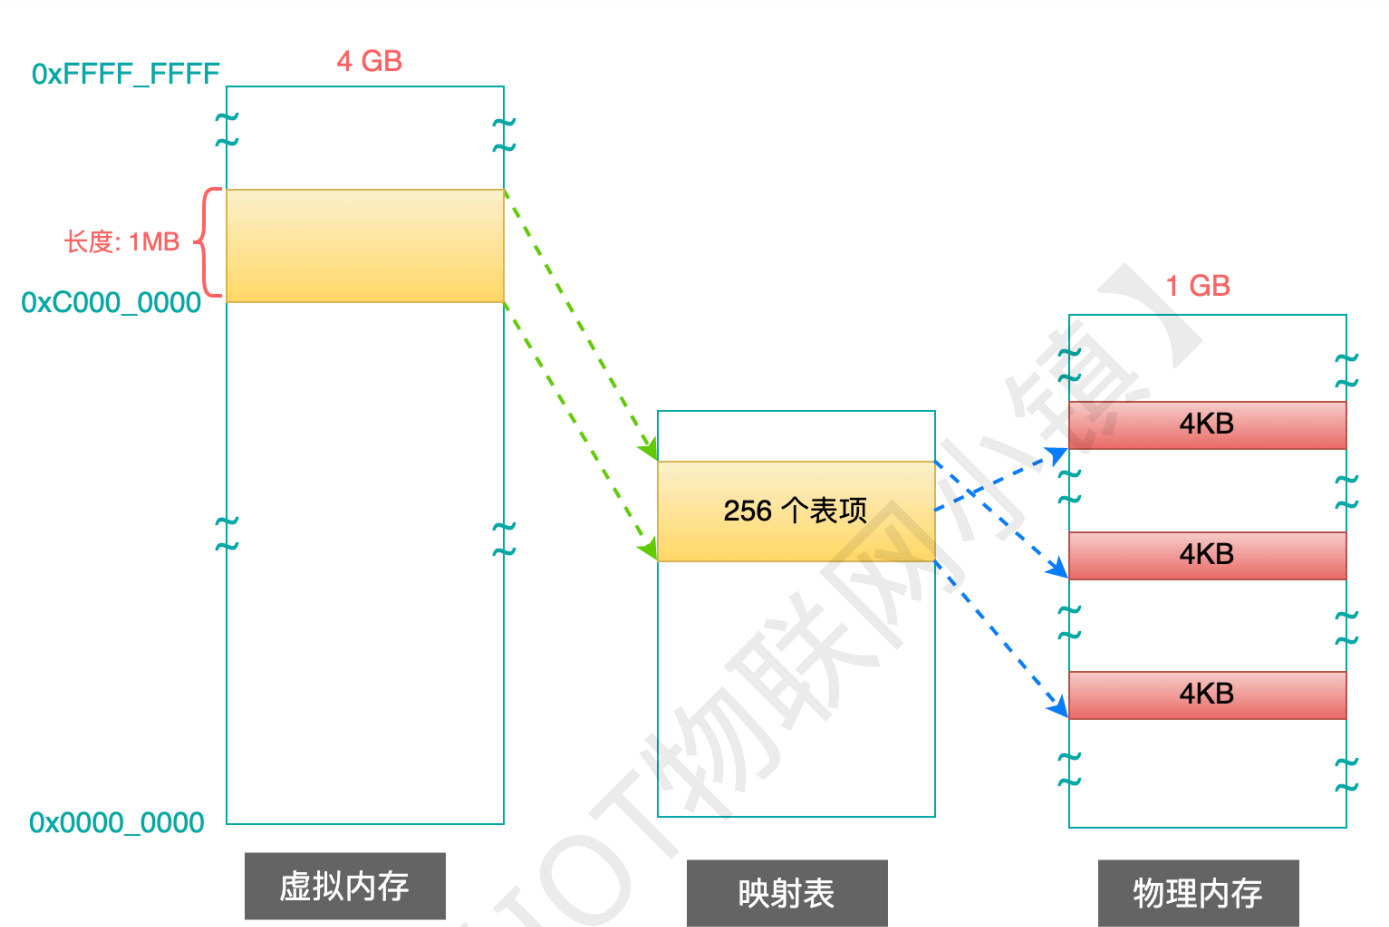 4 GB
0xFFFF_FFFF
长度: 1MB
0xC000_0000
1 GB
4KB
256 个表项
4KB
4KB
0x0000_0000
虚拟内存
映射表
物理内存
IOT物联网小镇】